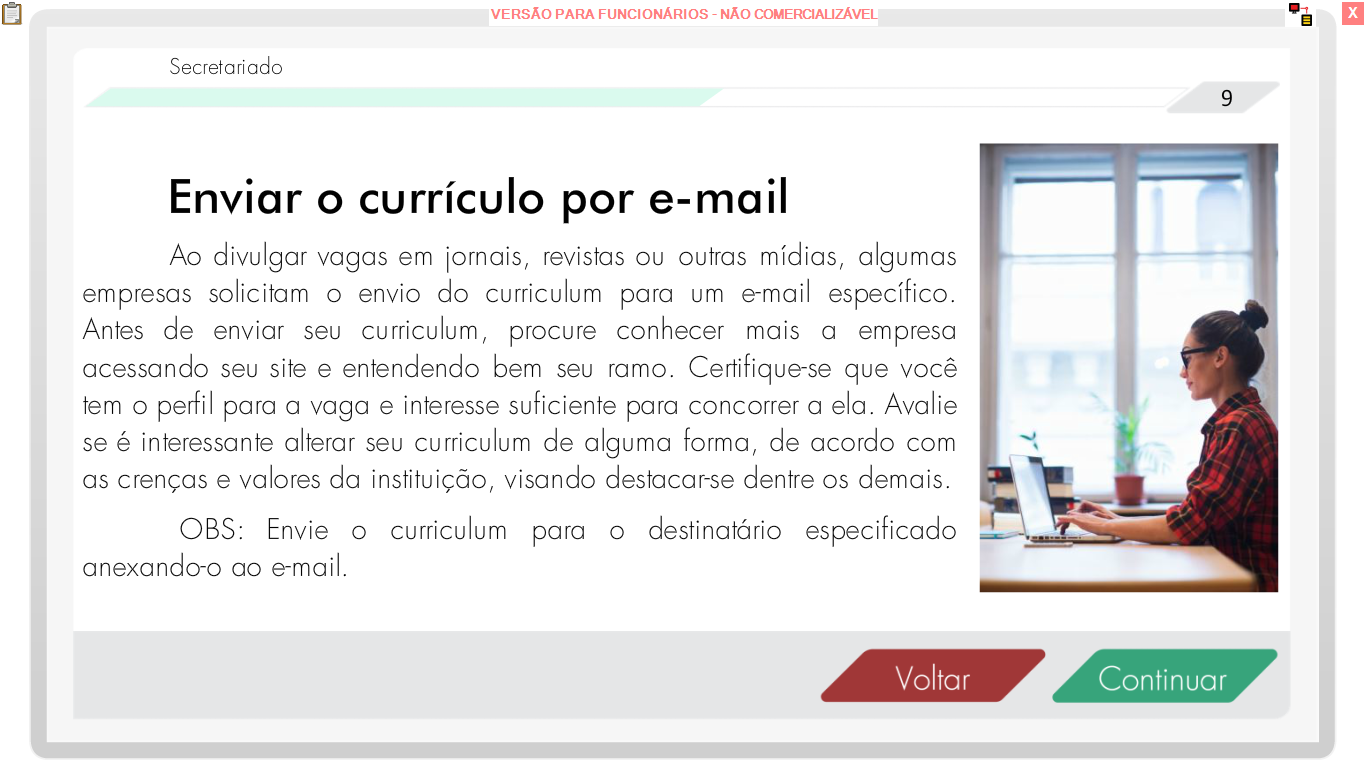 VERSÃO PARA FUNCIONÁRIOS - NÃO COMERCIALIZÁVEL
X
Secretariado
9
Enviar o currículo por e-mail
Ao divulgar vagas em jornais, revistas ou outras mídias, algumas
empresas solicitam o envio do curriculum para um e-mail específico.
Antes de enviar seu curriculum, procure conhecer mais a empresa
acessando seu site e entendendo bem seu ramo. Certifique-se que você
tem o perfil para a vaga e interesse suficiente para concorrer a ela. Avalie
se é interessante alterar seu curriculum de alguma forma, de acordo com
as crenças e valores da instituição, visando destacar-se dentre os demais.
OBS: Envie o curriculum para o destinatário especificado
anexando-o ao e-mail.
Voltar
Continuar